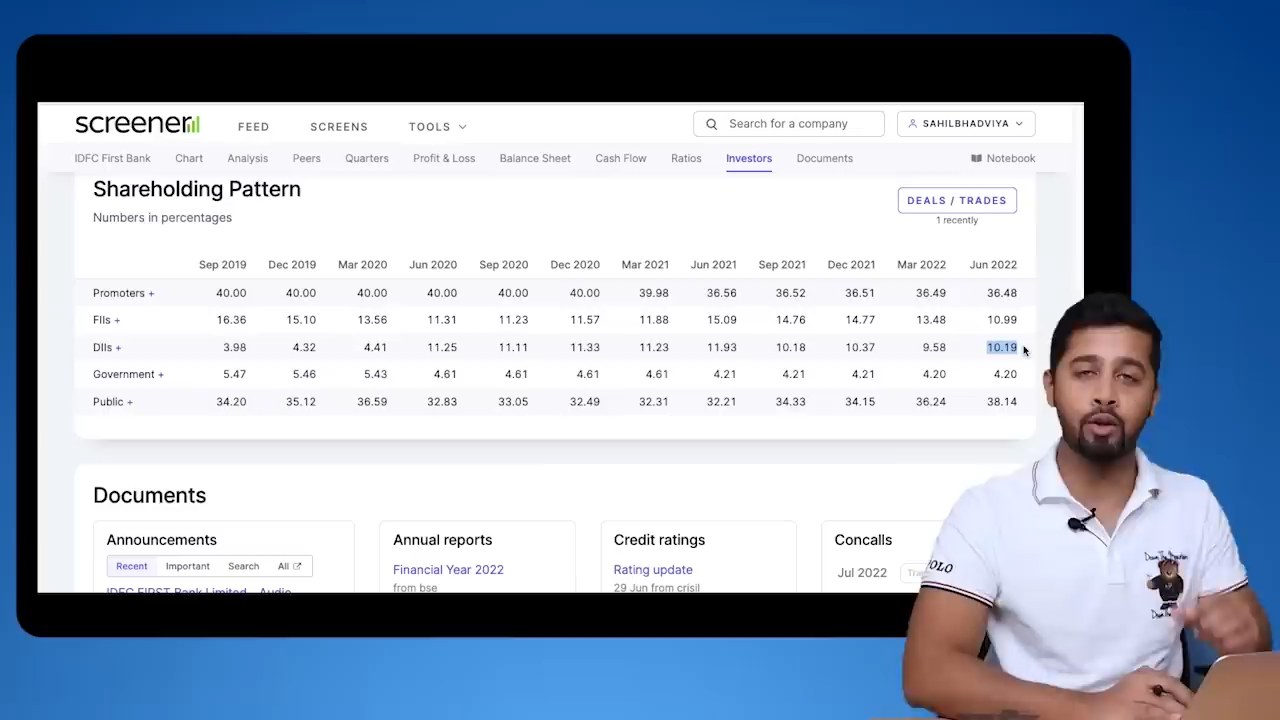 screener
FEED SCREENS TOOLS
Search for a company
SAHILBHADVIYA
IDFC First Bank Chart Analysis Peers Quarters Profit & Loss Balance Sheet Cash Flow Ratios Investors Documents Notebook
Shareholding Pattern
Numbers in percentages
DEALS / TRADES
1 recently
Sep 2019 Dec 2019 Mar 2020 Jun 2020 Sep 2020 Dec 2020 Mar 2021 Jun 2021 Sep 2021 Dec 2021 Mar 2022 Jun 2022
Promoters + 40.00 40.00 40.00 40.00 40.00 40.00 39.98 36.56 36.52 36.51 36.49 36.48
FIIs + 16.36 15.10 13.56 11.31 11.23 11.57 11.88 15.09 14.76 14.77 13.48 10.99
DIIs + 3.98 4.32 4.41 11.25 11.11 11.33 11.23 11.93 10.18 10.37 9.58 10.19
Government + 5.47 5.46 5.43 4.61 4.61 4.61 4.61 4.21 4.21 4.21 4.20 4.20
Public + 34.20 35.12 36.59 32.83 33.05 32.49 32.31 32.21 34.33 34.15 36.24 38.14
Documents
Announcements
Recent Important Search All
IDFC FIRST Bank Limited - Audio
Annual reports
Financial Year 2022
from bse
Credit ratings
Rating update
29 Jun from crisil
Concalls
Jul 2022
OLO